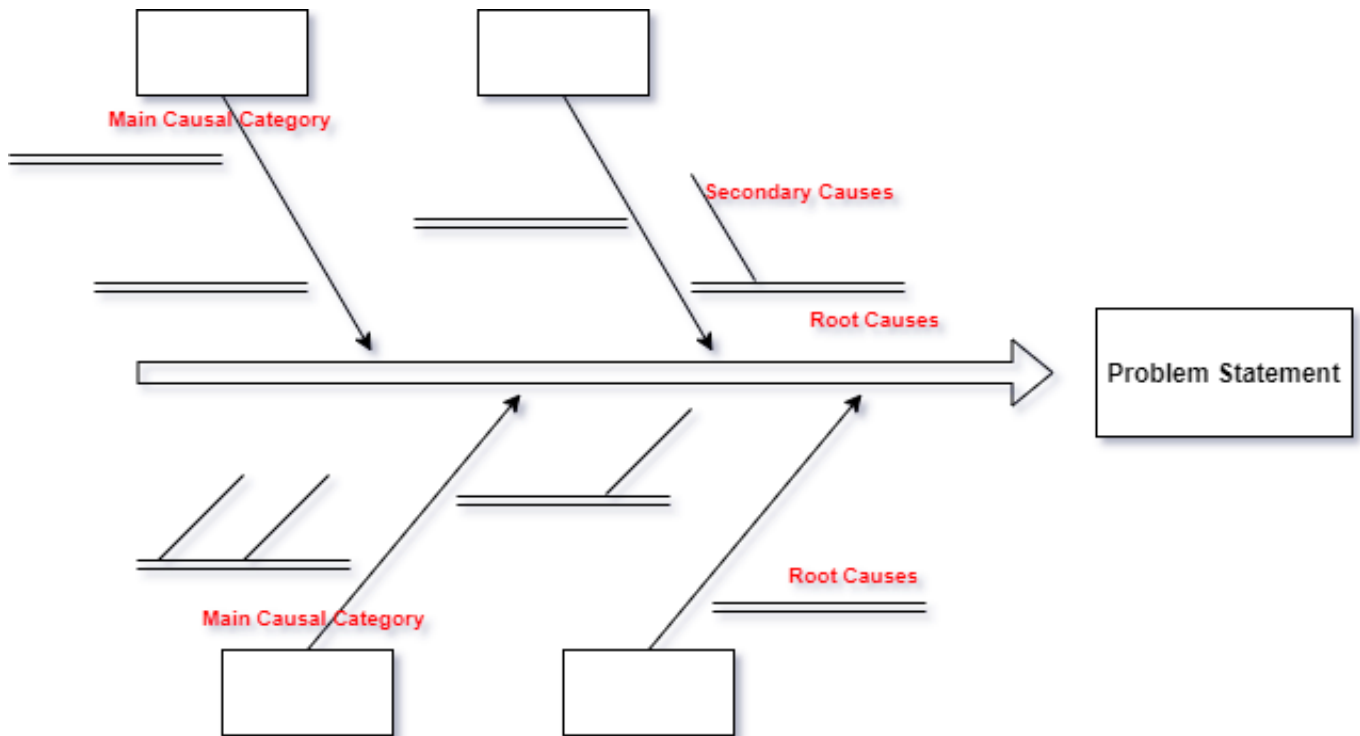 Main Causal Category
Secondary Causes
Root Causes
Problem Statement
Root Causes
Main Causal Category